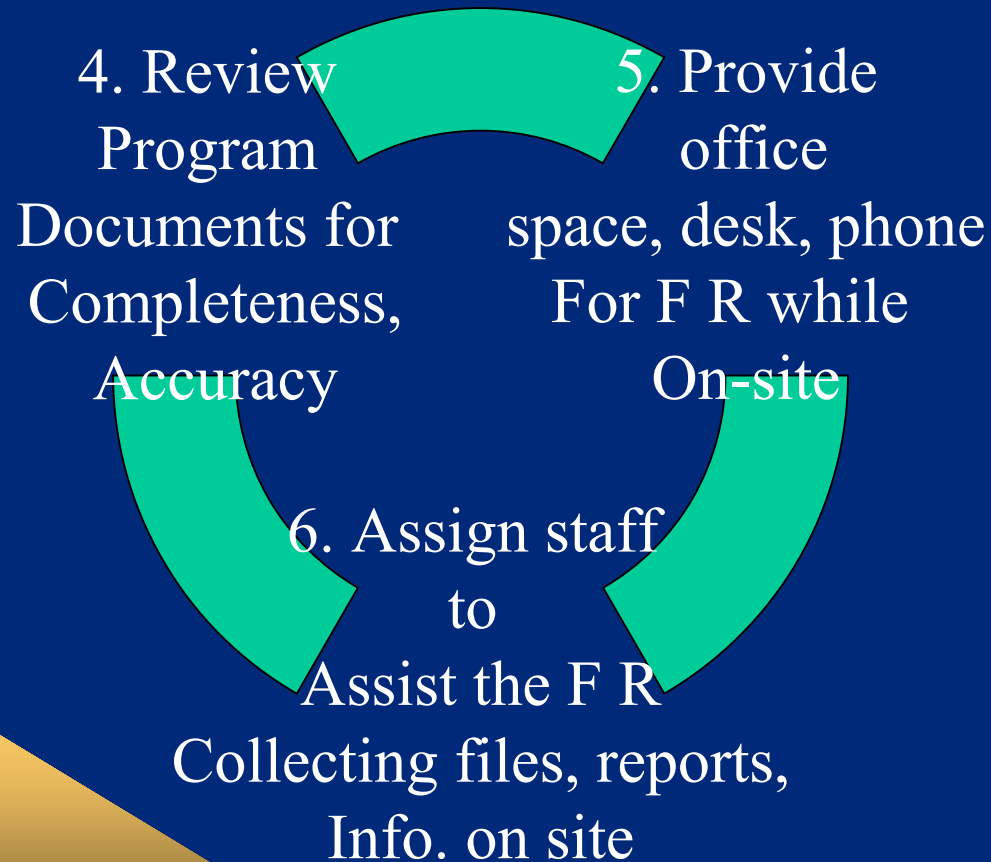 4. Review
Program
Documents for
Completeness,
Accuracy
5. Provide
office
space, desk, phone
For F R while
On-site
6. Assign staff
to
Assist the F R
Collecting files, reports,
Info. on site